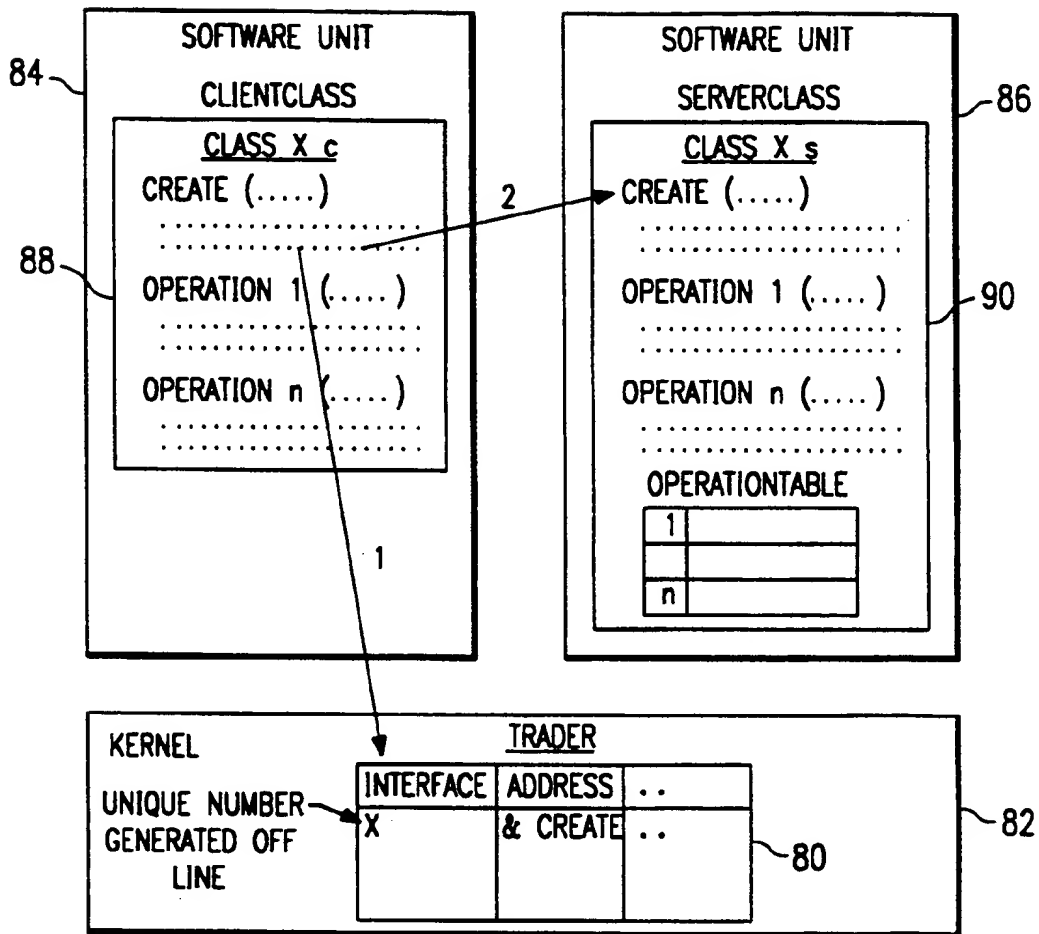 84
SOFTWARE UNIT
CLIENTCLASS
88
CLASS X c
CREATE (.....)
OPERATION 1 (.....)
OPERATION n (.....)
2
1
SOFTWARE UNIT
86
SERVERCLASS
90
CLASS X s
CREATE (.....)
OPERATION 1 (.....)
OPERATION n (.....)
OPERATIONTABLE
1
n
KERNEL
TRADER
82
INTERFACE ADDRESS ..
UNIQUE NUMBER
GENERATED OFF
LINE
X & CREATE ..
80